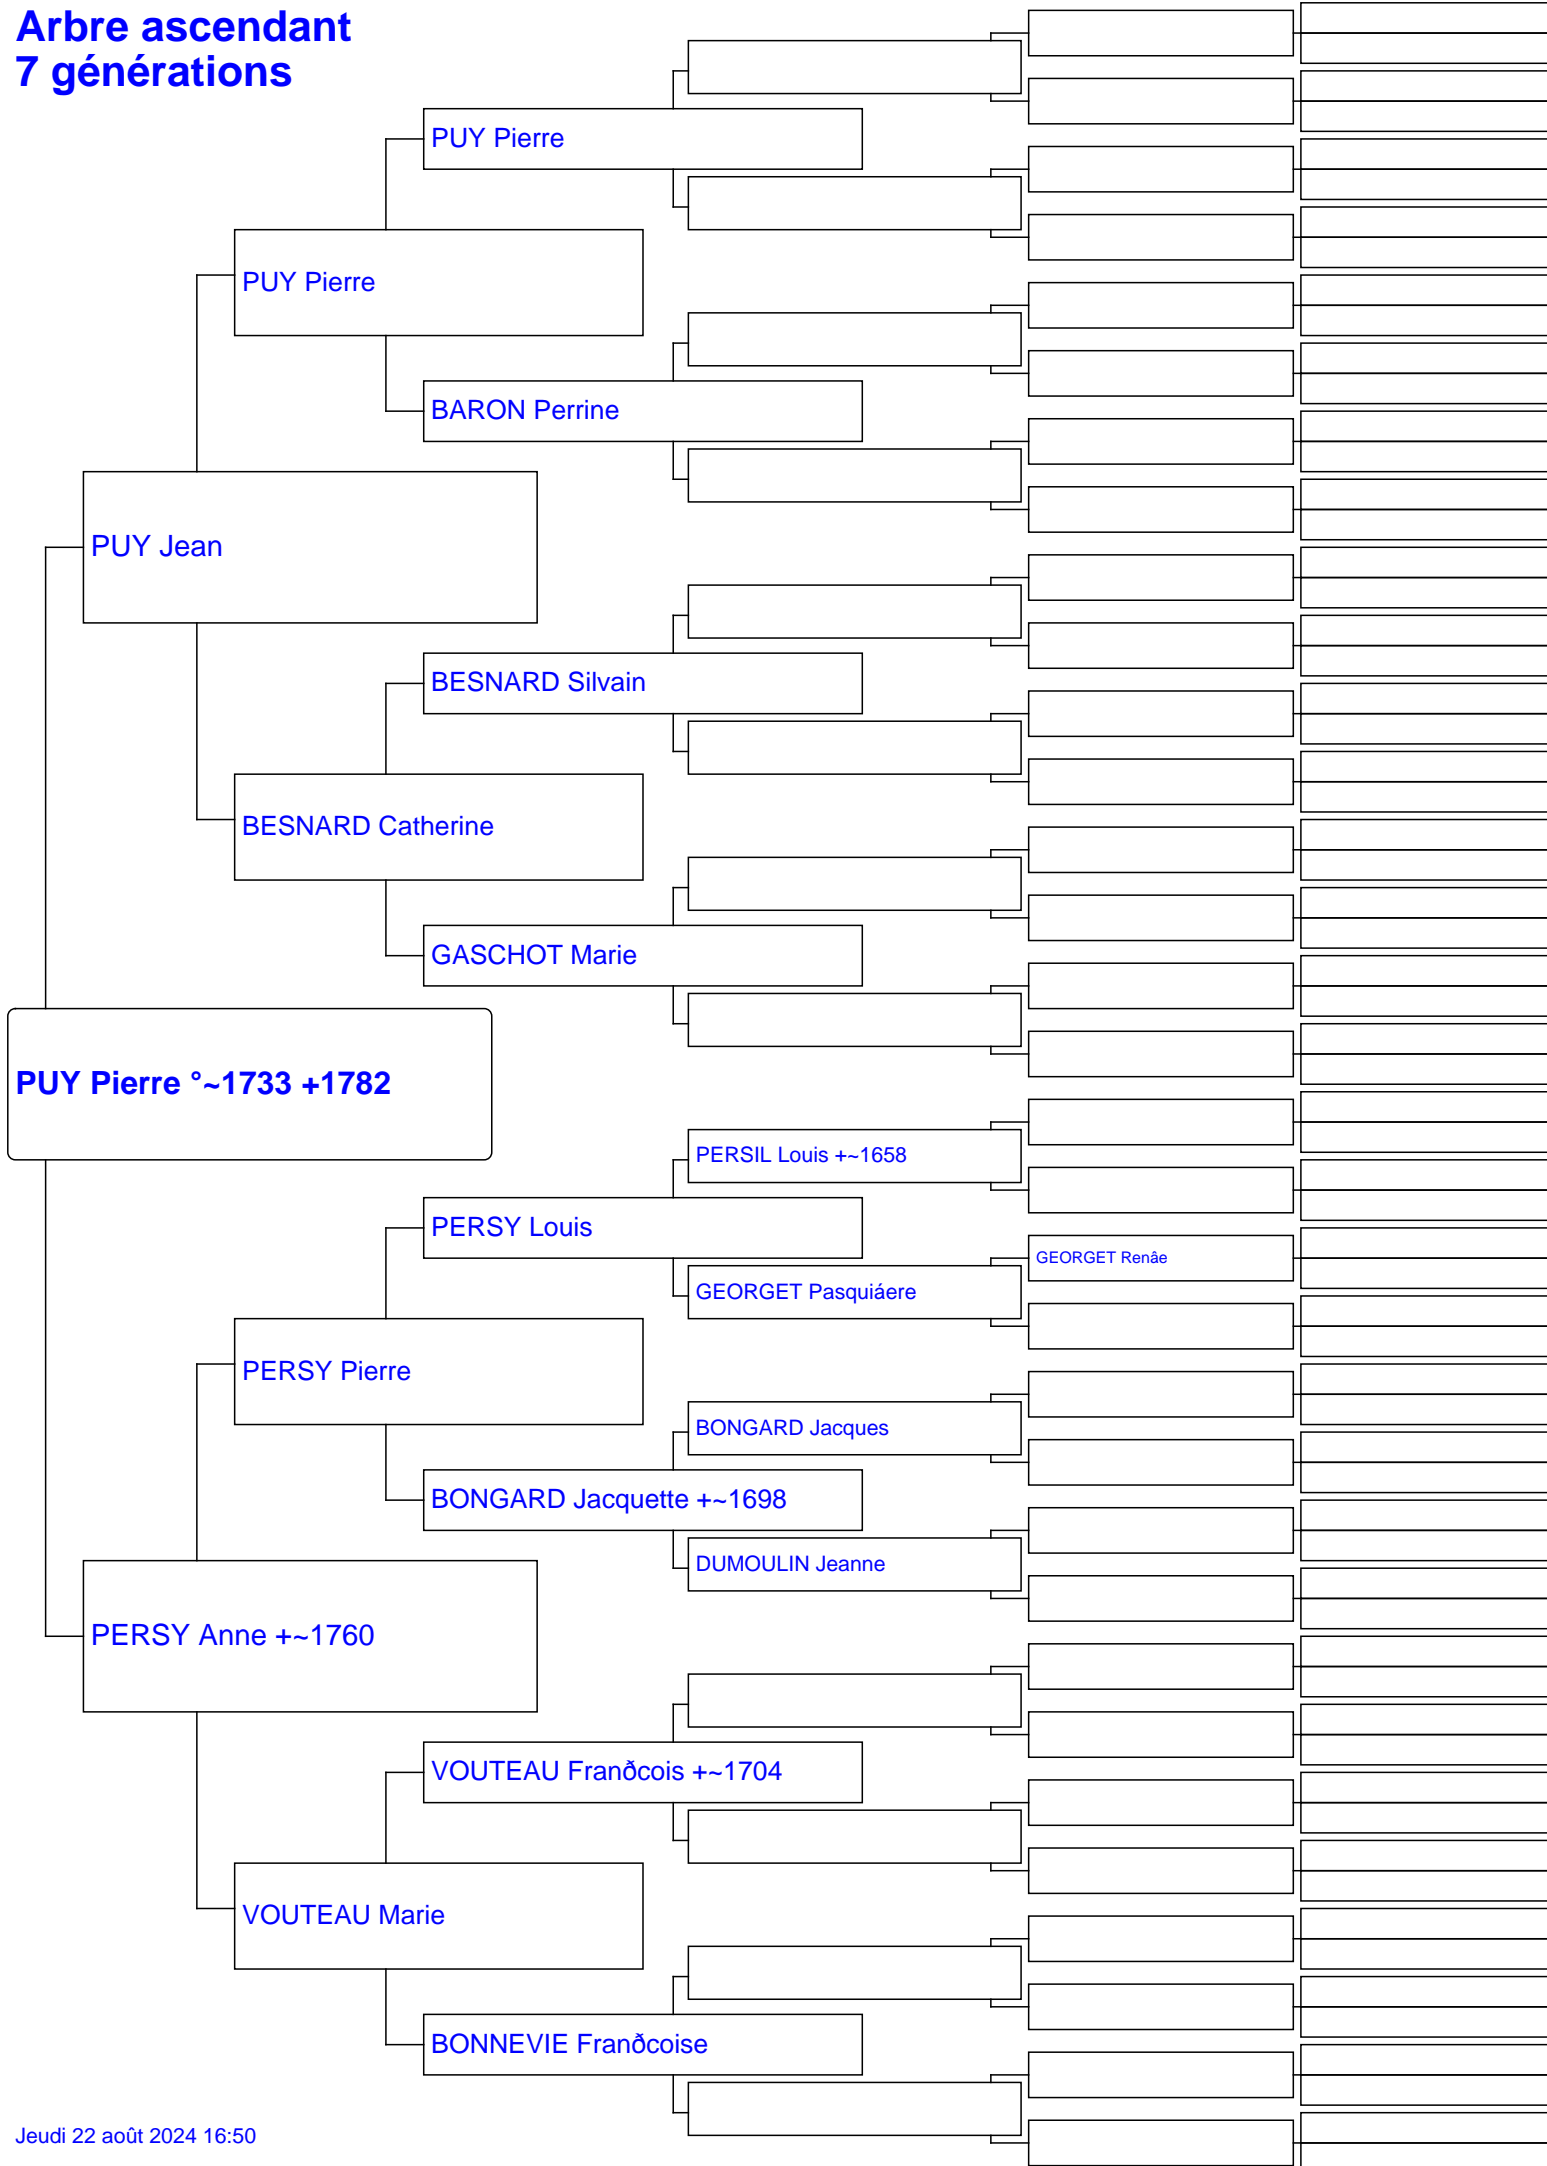 Arbre ascendant
7 générations
PUY Pierre
PUY Pierre
BARON Perrine
PUY Jean
BESNARD Silvain
BESNARD Catherine
GASCHOT Marie
PUY Pierre °~1733 +1782
PERSIL Louis +~1658
PERSY Louis
GEORGET Renâe
GEORGET Pasquiáere
PERSY Pierre
BONGARD Jacques
BONGARD Jacquette +~1698
DUMOULIN Jeanne
PERSY Anne +~1760
VOUTEAU Franðcois +~1704
VOUTEAU Marie
BONNEVIE Franðcoise
Jeudi 22 août 2024 16:50